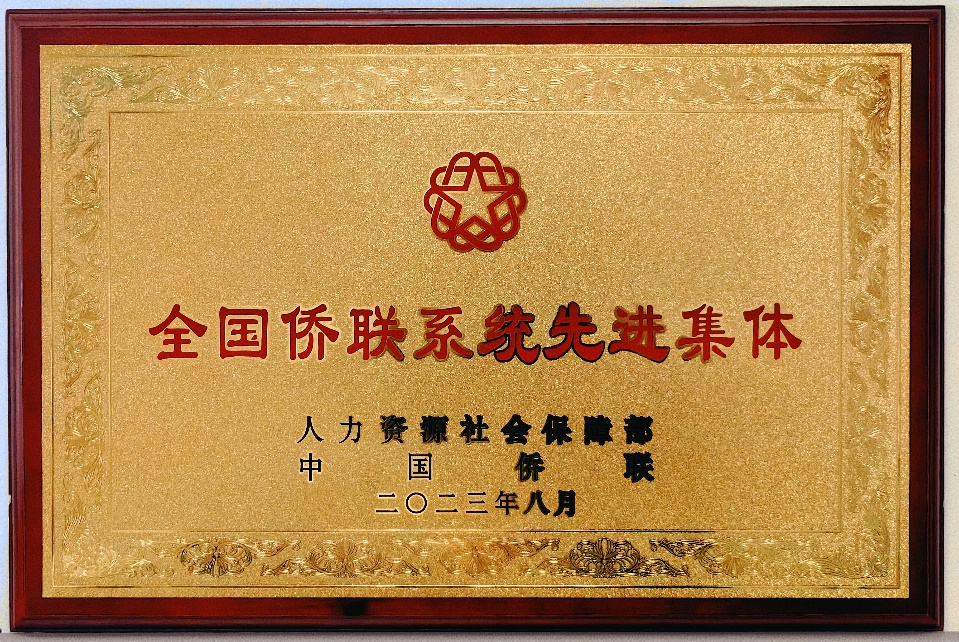 全国侨联系统先进集体
人力资源社会保障部
中国侨联
二〇二三年八月